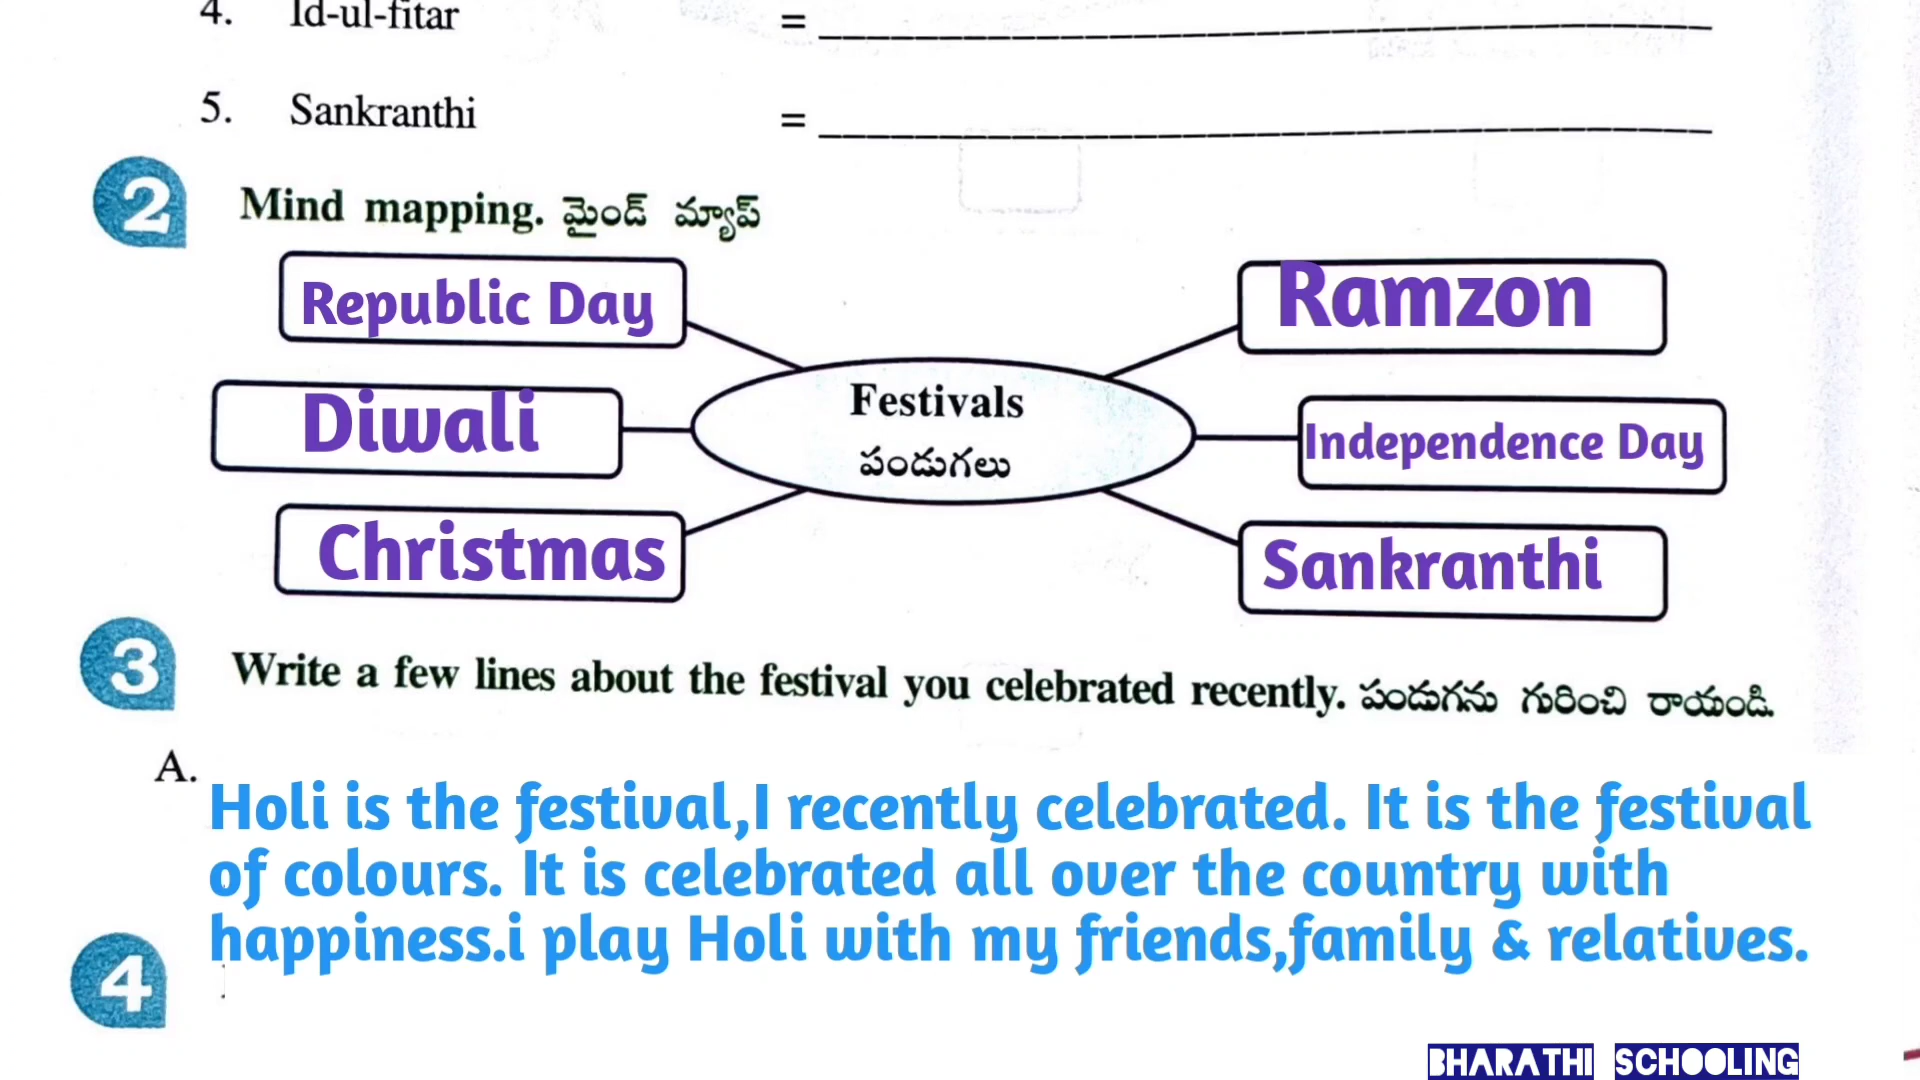 4. Id-ul-fitar = ____________________
5. Sankranthi = ____________________
2 Mind mapping. మైండ్ మ్యాప్
Republic Day
Ramzon
Diwali
Festivals
పండుగలు
Independence Day
Christmas
Sankranthi
3 Write a few lines about the festival you celebrated recently. పండుగను గురించి రాయండి.
A. Holi is the festival,I recently celebrated. It is the festival
of colours. It is celebrated all over the country with
happiness.i play Holi with my friends,family & relatives.
4
BHARATHI SCHOOLING